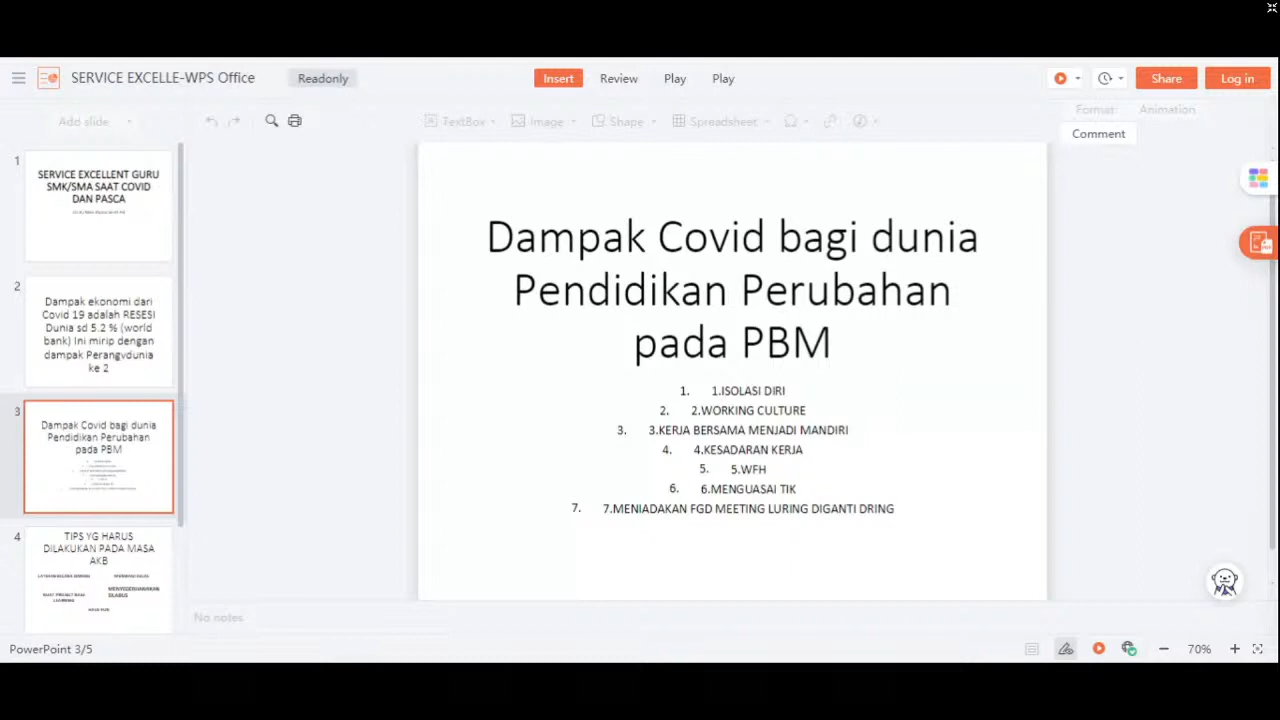 SERVICE EXCELLE-WPS Office
Readonly
Insert
Review
Play
Play
Share
Log in
Add slide
TextBox
Image
Shape
Spreadsheet
Format
Animation
Comment
1
SERVICE EXCELLENT GURU
SMK/SMA SAAT COVID
DAN PASCA
2
Dampak ekonomi dari
Covid 19 adalah RESESI
Dunia sd 5.2 % (world
bank) Ini mirip dengan
dampak Perangvdunia
ke 2
3
Dampak Covid bagi dunia
Pendidikan Perubahan
pada PBM
4
TIPS YG HARUS
DILAKUKAN PADA MASA
AKB
MENYEDERHANAKAN
SILABUS
Dampak Covid bagi dunia
Pendidikan Perubahan
pada PBM
1. 1.ISOLASI DIRI
2. 2.WORKING CULTURE
3. 3.KERJA BERSAMA MENJADI MANDIRI
4. 4.KESADARAN KERJA
5. 5.WFH
6. 6.MENGUASAI TIK
7. 7.MENIADAKAN FGD MEETING LURING DIGANTI DRING
No notes
PowerPoint 3/5
70%